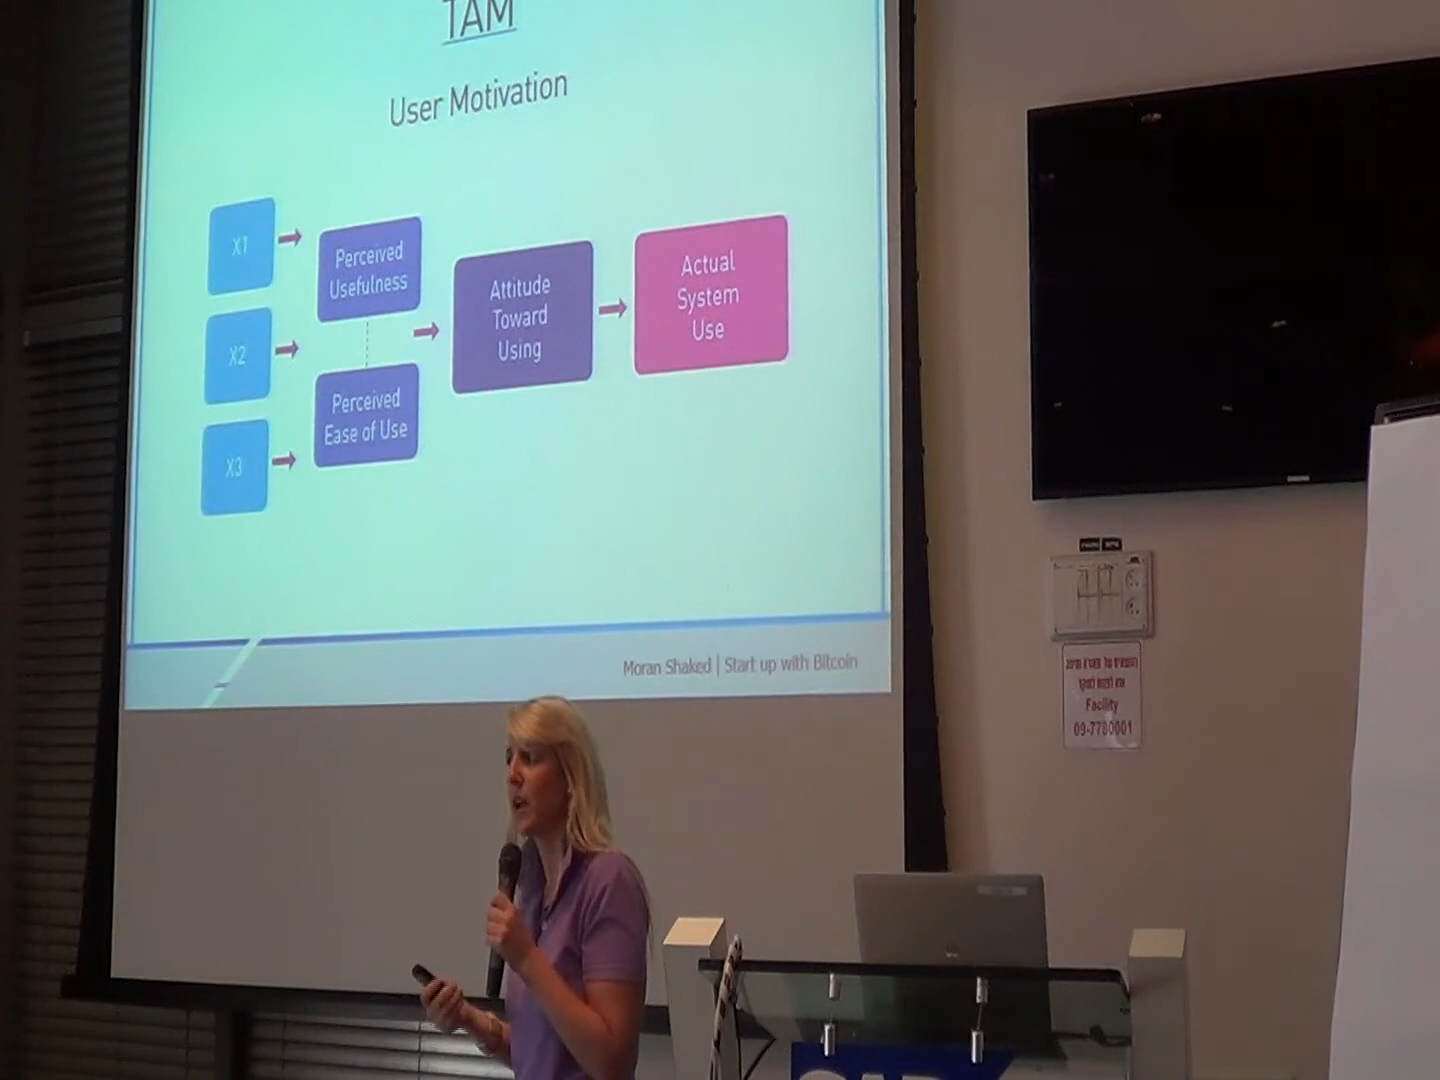 TAM
User Motivation
X1
X2
X3
Perceived
Usefulness
Perceived
Ease of Use
Attitude
Toward
Using
Actual
System
Use
Moran Shaked | Start up with Bitcoin
Facility
09-7780001